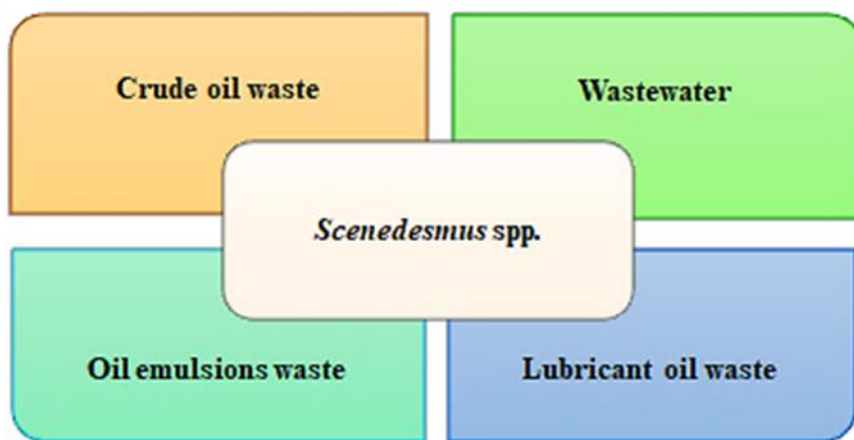 Crude oil waste
Wastewater
Scenedesmus spp.
Oil emulsions waste
Lubricant oil waste